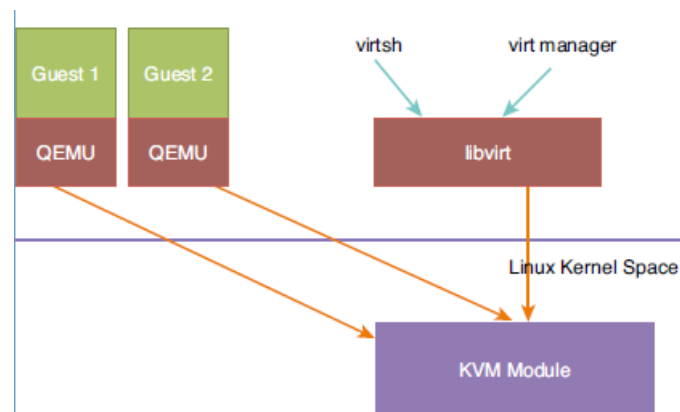 virtsh virt manager
Guest 1 Guest 2
QEMU QEMU libvirt
Linux Kernel Space
KVM Module